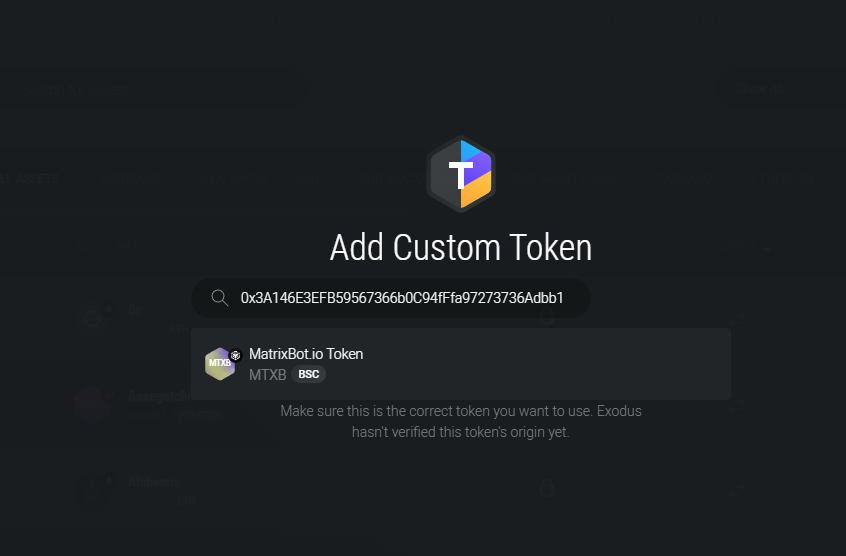 T
Add Custom Token
0x3A146E3EFB59567366b0C94fFfa97273736Adbb1
MTXB
MatrixBot.io Token
MTXB BSC
Make sure this is the correct token you want to use. Exodus
hasn't verified this token's origin yet.